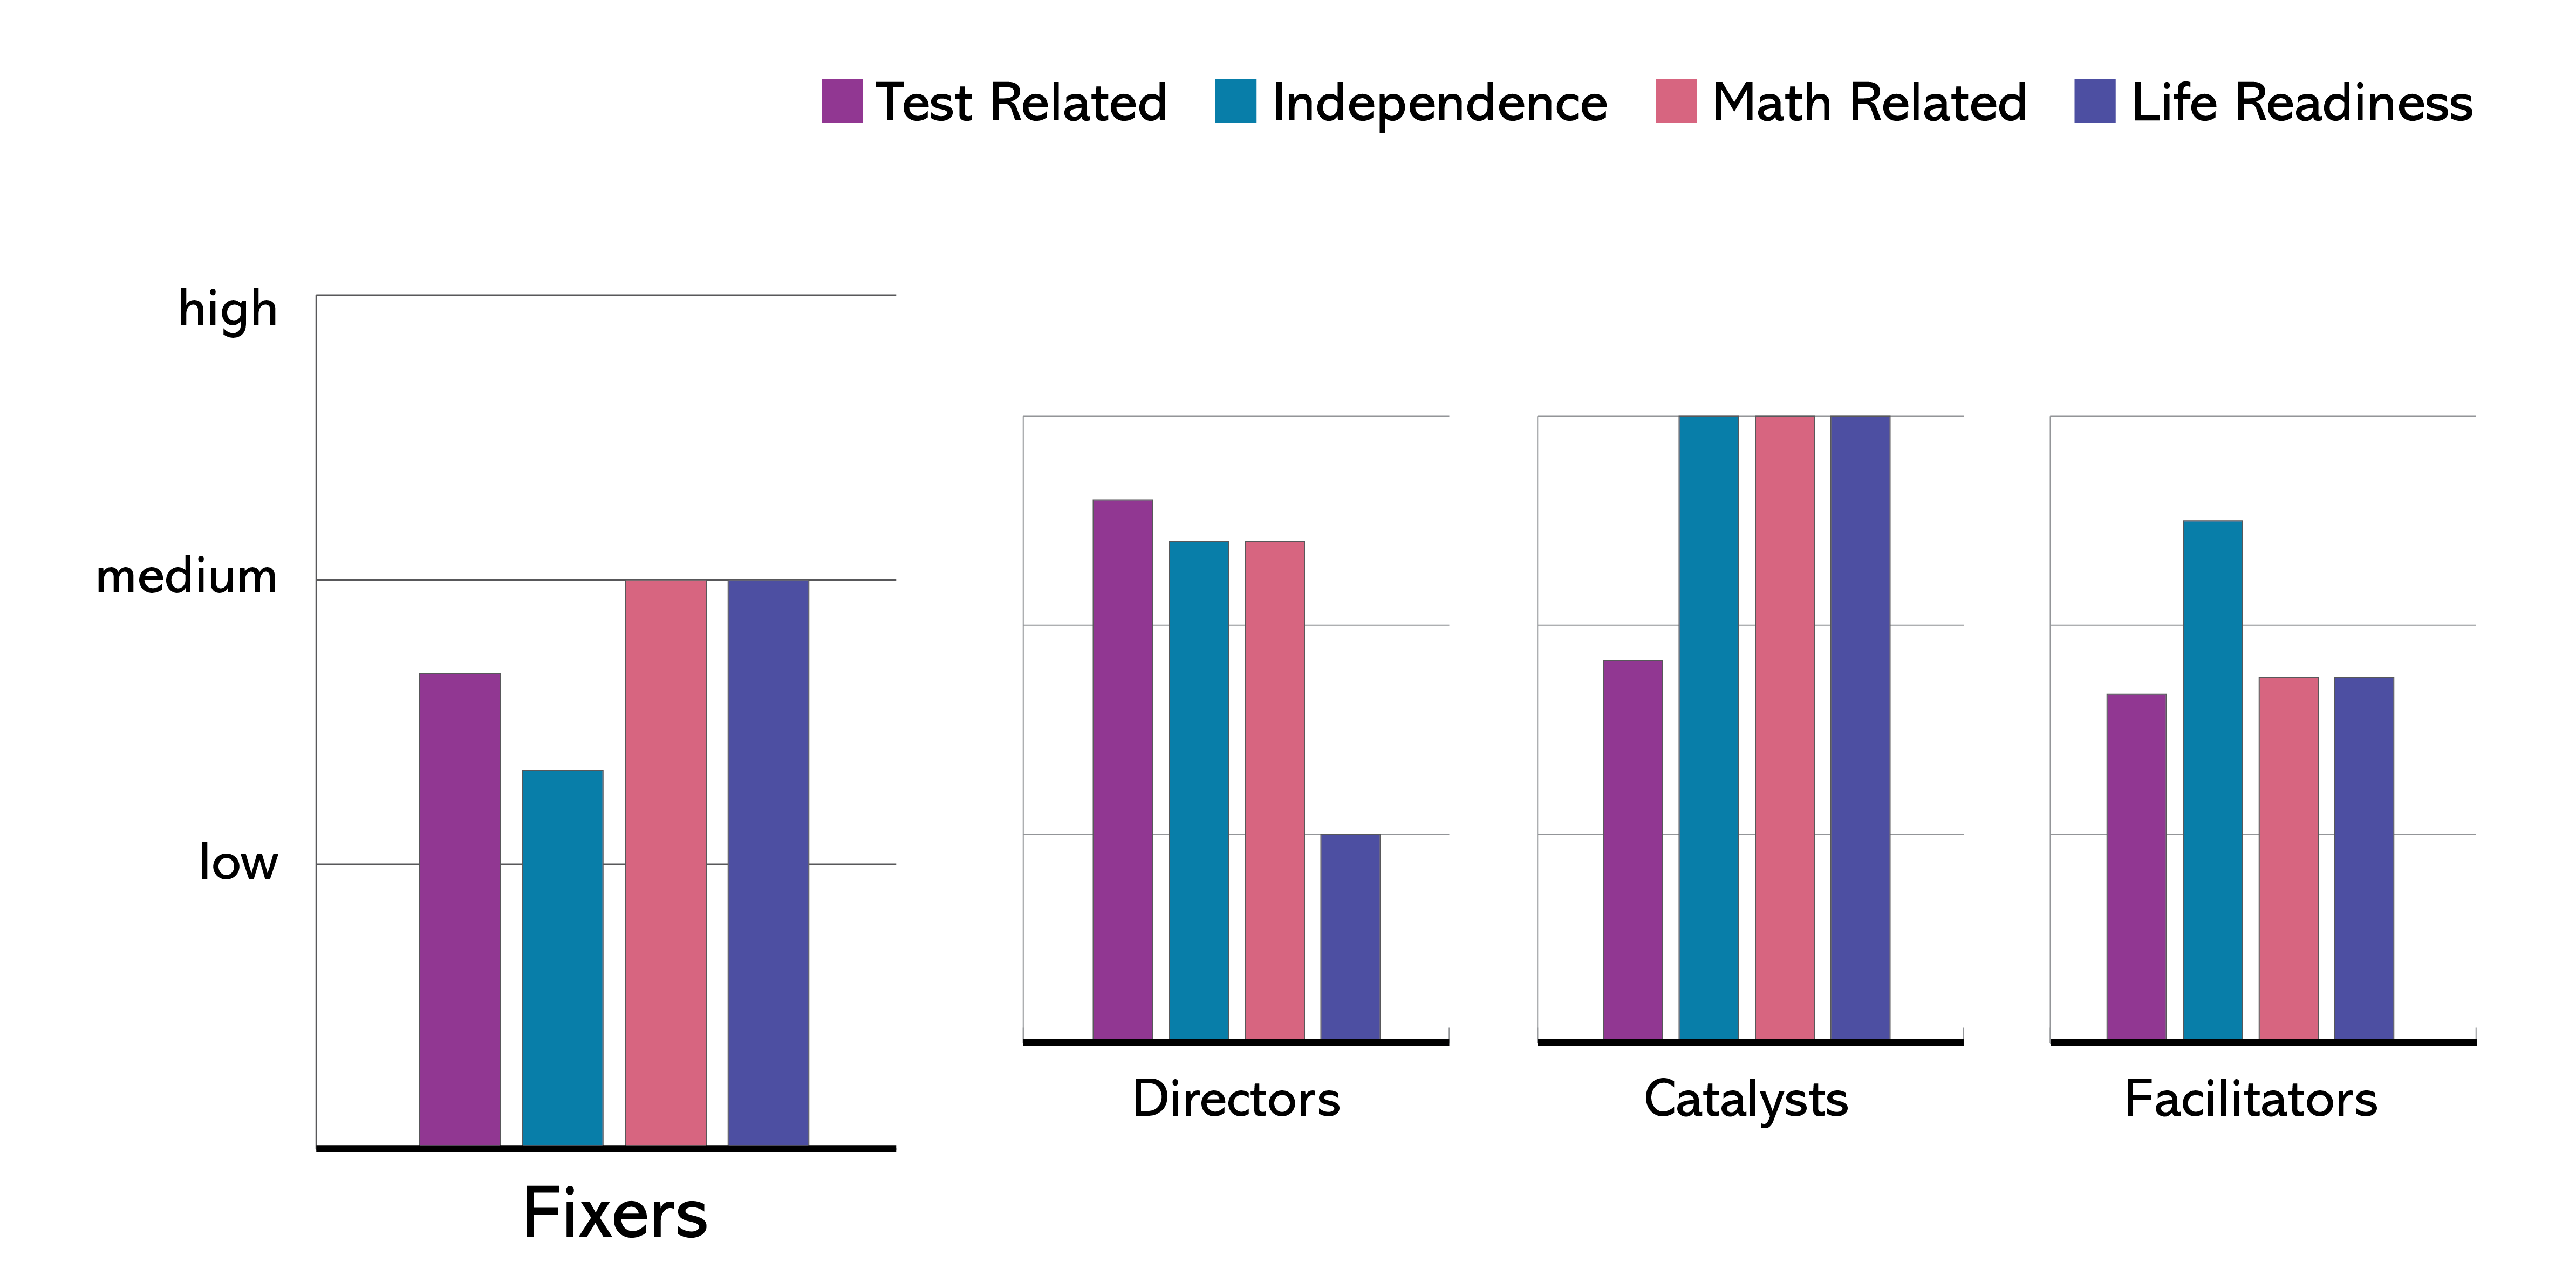 Test Related Independence Math Related Life Readiness
high
medium
low
Directors Catalysts Facilitators
Fixers